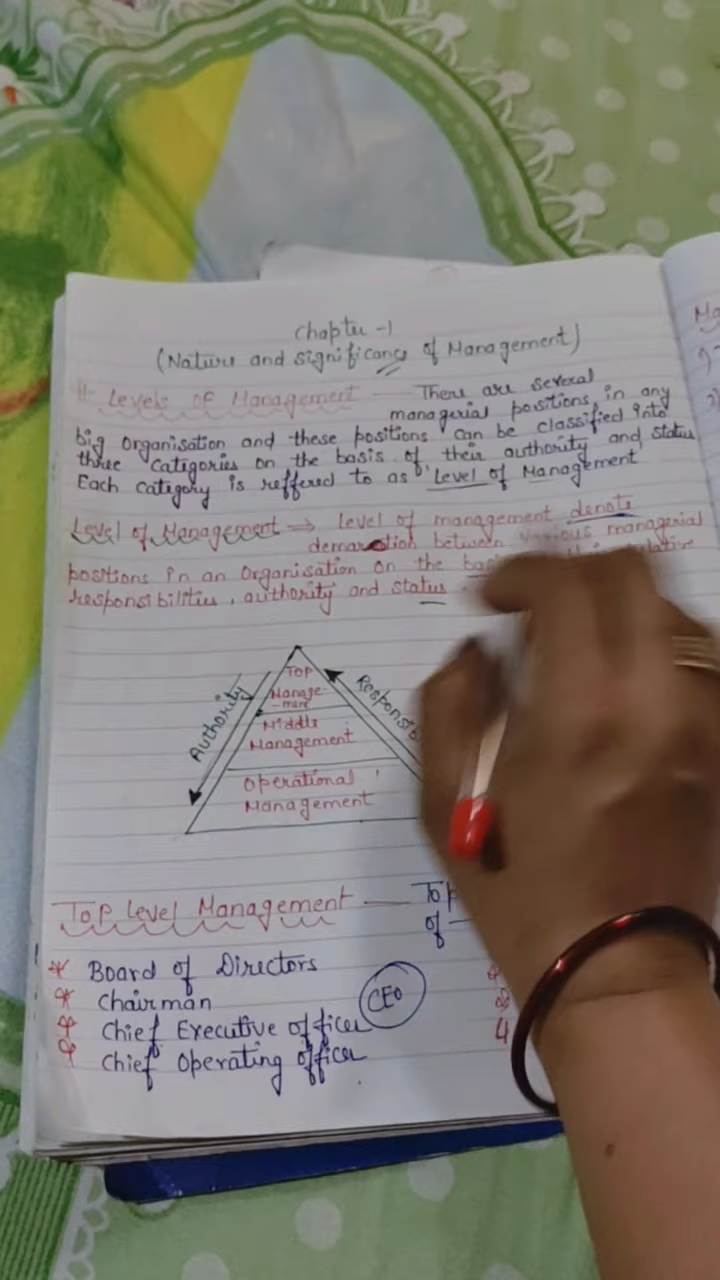 Chapter -1
(Nature and significance of Management)
Levels of Management — There are several
managerial positions, in any
big organisation and these positions can be classified into
three categories on the basis of their authority and status
Each category is reffered to as 'Level of Management'
Level of Management ⇒ Level of management denots
demarction between various managerial
positions in an organisation on the
responsibilities, authority and status
Top
Manage-
-ment
Authority
Middle
Management
Operational
Management
Top Level Management — Top
of
* Board of Directors
* Chairman
CEO
* Chief Executive officer
* Chief Operating officer